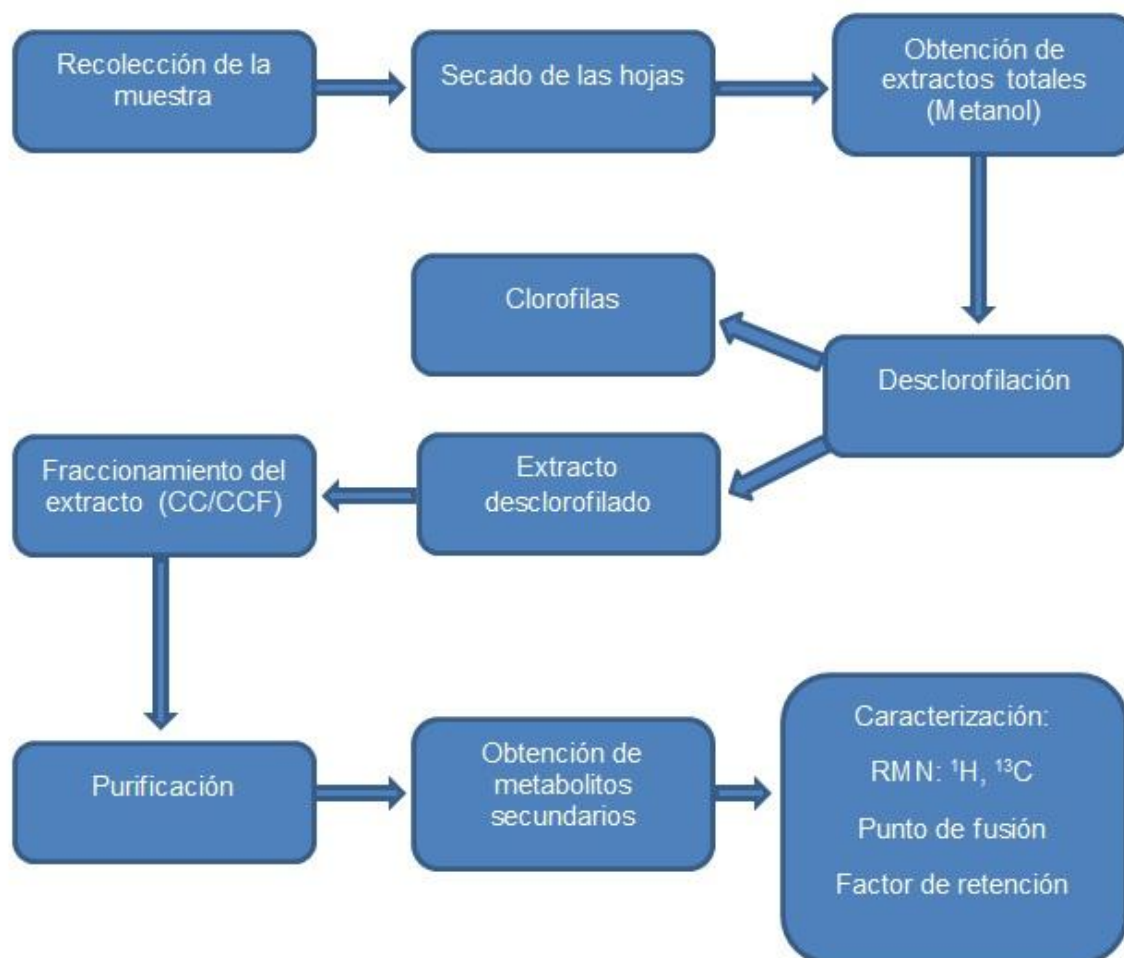 Recolección de la
muestra
Secado de las hojas
Obtención de
extractos totales
(Metanol)
Clorofilas
Desclorofilación
Extracto
desclorofilado
Fraccionamiento del
extracto (CC/CCF)
Purificación
Obtención de
metabolitos
secundarios
Caracterización:
RMN: ¹H, ¹³C
Punto de fusión
Factor de retención